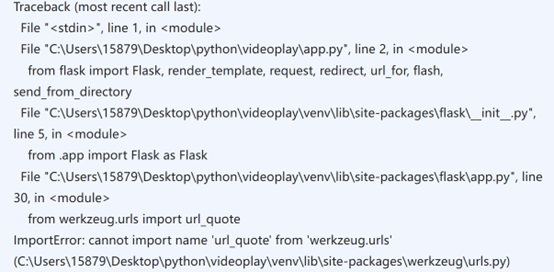 Traceback (most recent call last):
File "<stdin>", line 1, in <module>
File "C:\Users\15879\Desktop\python\videoplay\app.py", line 2, in <module>
from flask import Flask, render_template, request, redirect, url_for, flash,
send_from_directory
File "C:\Users\15879\Desktop\python\videoplay\venv\lib\site-packages\flask\__init__.py",
line 5, in <module>
from .app import Flask as Flask
File "C:\Users\15879\Desktop\python\videoplay\venv\lib\site-packages\flask\app.py", line
30, in <module>
from werkzeug.urls import url_quote
ImportError: cannot import name 'url_quote' from 'werkzeug.urls'
(C:\Users\15879\Desktop\python\videoplay\venv\lib\site-packages\werkzeug\urls.py)